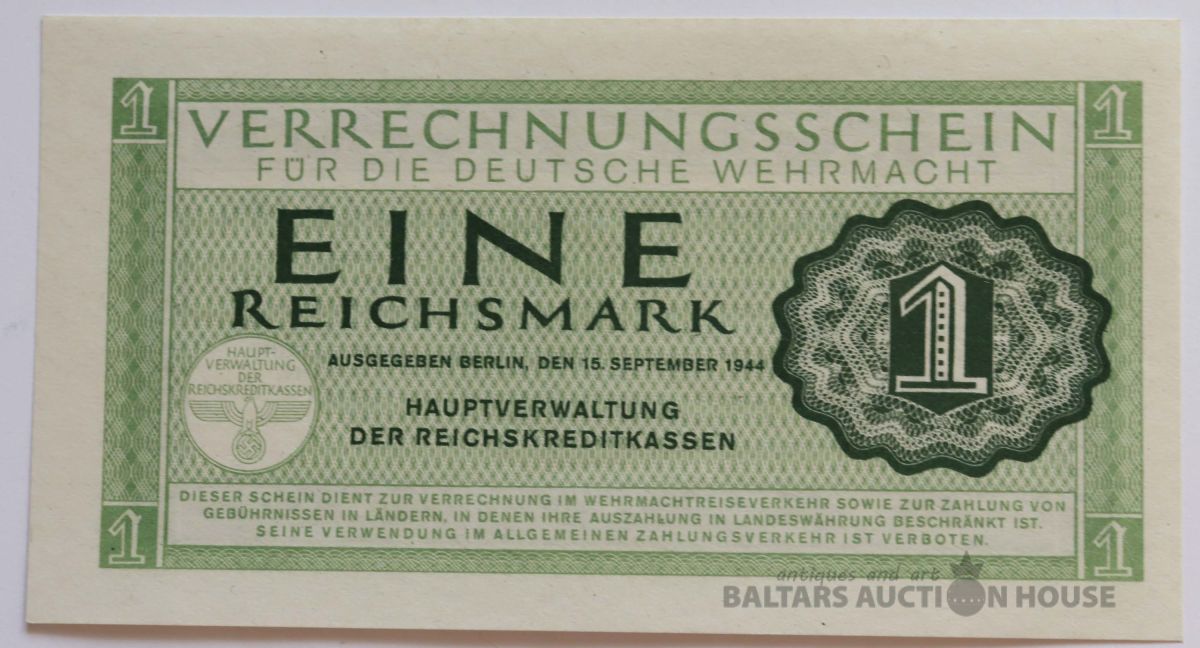 1 1
VERRECHNUNGSSCHEIN
FÜR DIE DEUTSCHE WEHRMACHT
EINE
REICHSMARK
1
AUSGEGEBEN BERLIN, DEN 15. SEPTEMBER 1944
HAUPT-
VERWALTUNG
DER
REICHSKREDITKASSEN
HAUPTVERWALTUNG
DER REICHSKREDITKASSEN
DIESER SCHEIN DIENT ZUR VERRECHNUNG IM WEHRMACHTREISEVERKEHR SOWIE ZUR ZAHLUNG VON
GEBÜHRNISSEN IN LÄNDERN, IN DENEN IHRE AUSZAHLUNG IN LANDESWÄHRUNG BESCHRÄNKT IST.
SEINE VERWENDUNG IM ALLGEMEINEN ZAHLUNGSVERKEHR IST VERBOTEN.
1 1
antiques and art
BALTARS AUCTION HOUSE